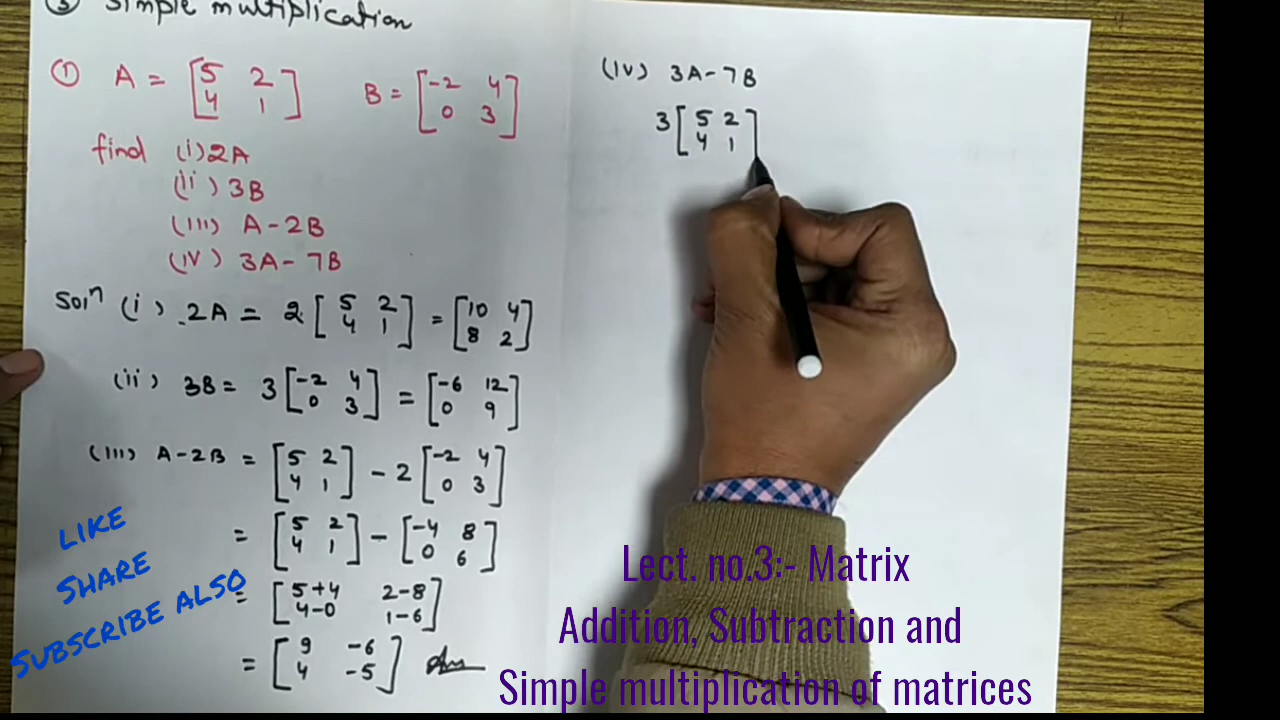 ③ Simple multiplication
① A = [5 2
4 1] B = [-2 4
0 3]
find (i) 2A
(ii) 3B
(III) A-2B
(IV) 3A-7B
Solⁿ (i) 2A = 2 [5 2
4 1] = [10 4
8 2]
(ii) 3B = 3 [-2 4
0 3] = [-6 12
0 9]
(III) A-2B = [5 2
4 1] - 2 [-2 4
0 3]
= [5 2
4 1] - [-4 8
0 6]
= [5+4 2-8
4-0 1-6]
= [9 -6
4 -5] Ans
LIKE
SHARE
SUBSCRIBE ALSO
(IV) 3A-7B
3 [5 2
4 1]
Lect. no.3:- Matrix
Addition, Subtraction and
Simple multiplication of matrices